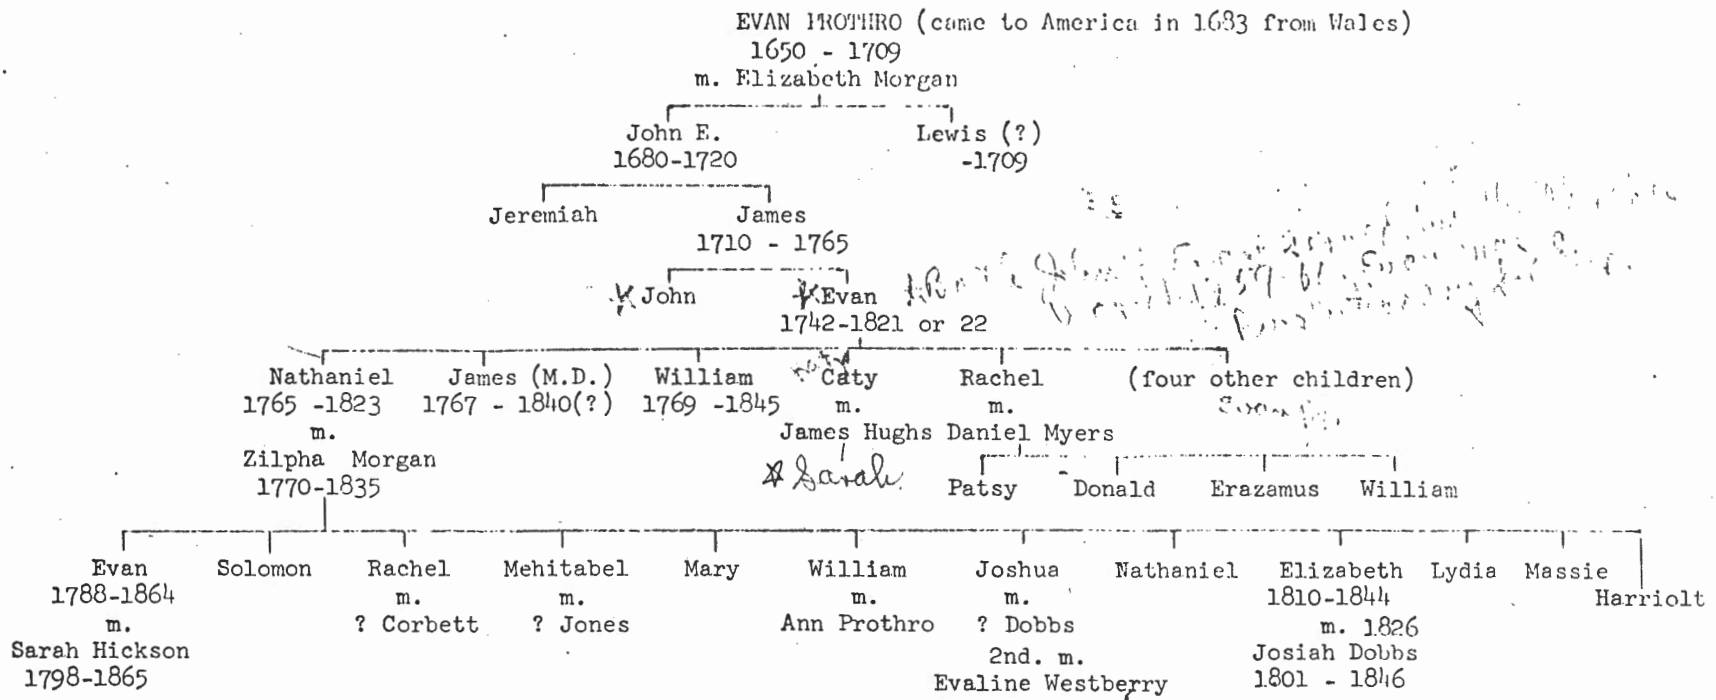 EVAN PROTHRO (came to America in 1683 from Wales)
1650 - 1709
m. Elizabeth Morgan
John E. Lewis (?)
1680-1720 -1709
Jeremiah James
1710 - 1765
John Evan
1742-1821 or 22
Nathaniel James (M.D.) William Caty Rachel (four other children)
1765 -1823 1767 - 1840(?) 1769 -1845 m. m.
m. James Hughs Daniel Myers
Zilpha Morgan
1770-1835 Sarah. Patsy Donald Erazamus William
Evan Solomon Rachel Mehitabel Mary William Joshua Nathaniel Elizabeth Lydia Massie
1788-1864 m. m. m. m. 1810-1844 Harriolt
m. ? Corbett ? Jones Ann Prothro ? Dobbs m. 1826
Sarah Hickson 2nd. m. Josiah Dobbs
1798-1865 Evaline Westberry 1801 - 1846